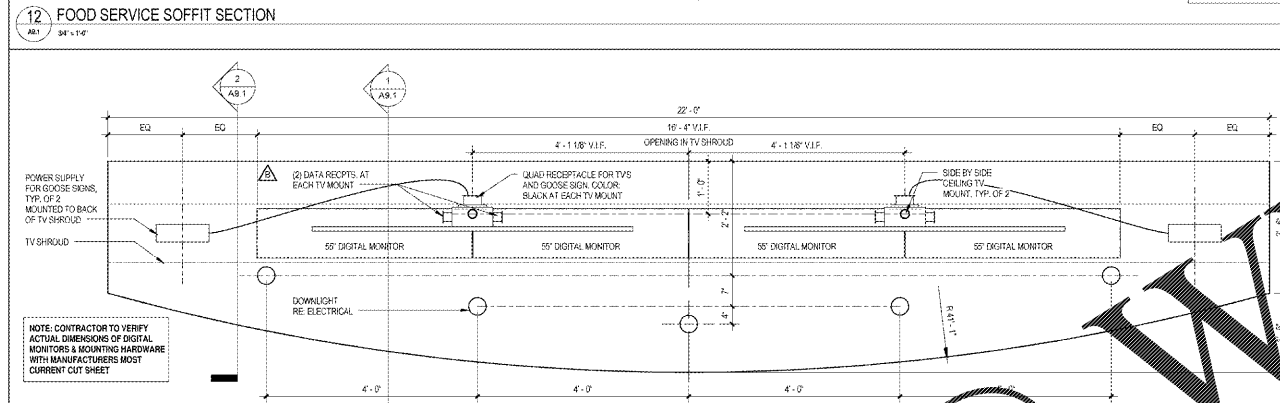 12
A9.1
FOOD SERVICE SOFFIT SECTION
3/4" = 1'-0"
2
A9.1
1
A9.1
22' - 0"
EQ
EQ
16' - 4" V.I.F.
EQ
EQ
4' - 1 1/8" V.I.F.
OPENING IN TV SHROUD
4' - 1 1/8" V.I.F.
POWER SUPPLY
FOR GOOSE SIGNS,
TYP. OF 2
MOUNTED TO BACK
OF TV SHROUD
TV SHROUD
B
(2) DATA RECPTS. AT
EACH TV MOUNT
QUAD RECEPTACLE FOR TVS
AND GOOSE SIGN. COLOR:
BLACK AT EACH TV MOUNT
1' - 0"
2' - 2"
SIDE BY SIDE
CEILING TV
MOUNT, TYP. OF 2
55" DIGITAL MONITOR
55" DIGITAL MONITOR
55" DIGITAL MONITOR
55" DIGITAL MONITOR
DOWNLIGHT
RE: ELECTRICAL
7"
4"
R 41' - 1"
NOTE: CONTRACTOR TO VERIFY
ACTUAL DIMENSIONS OF DIGITAL
MONITORS & MOUNTING HARDWARE
WITH MANUFACTURERS MOST
CURRENT CUT SHEET
4' - 0"
4' - 0"
4' - 0"
W